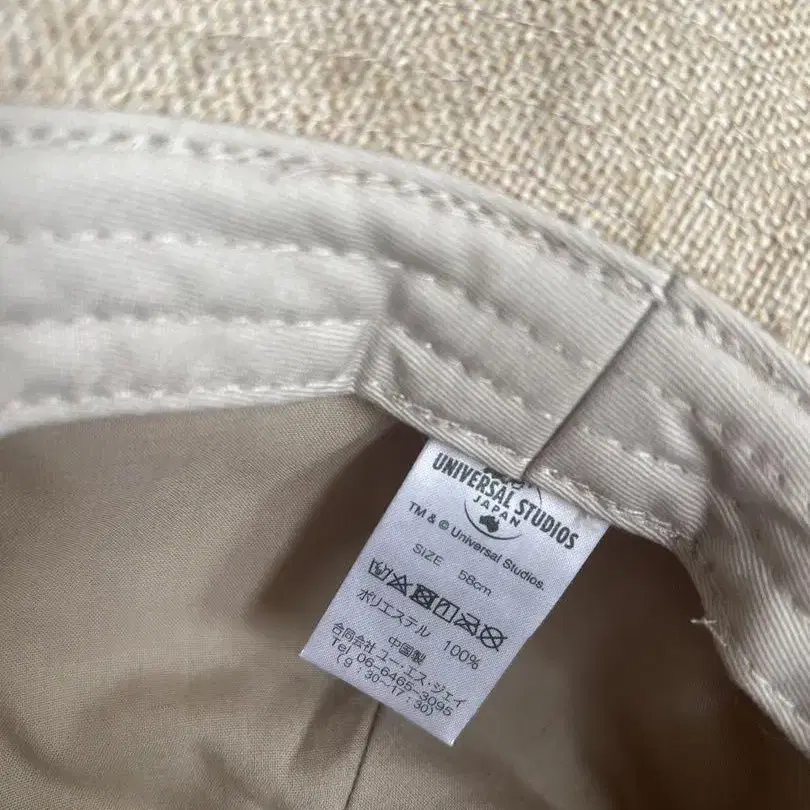 UNIVERSAL STUDIOS
JAPAN
TM & © Universal Studios.
SIZE 58cm
ポリエステル 100%
中国製
合同会社 ユー・エス・ジェイ
Tel 06-6465-3095
(9:30~17:30)